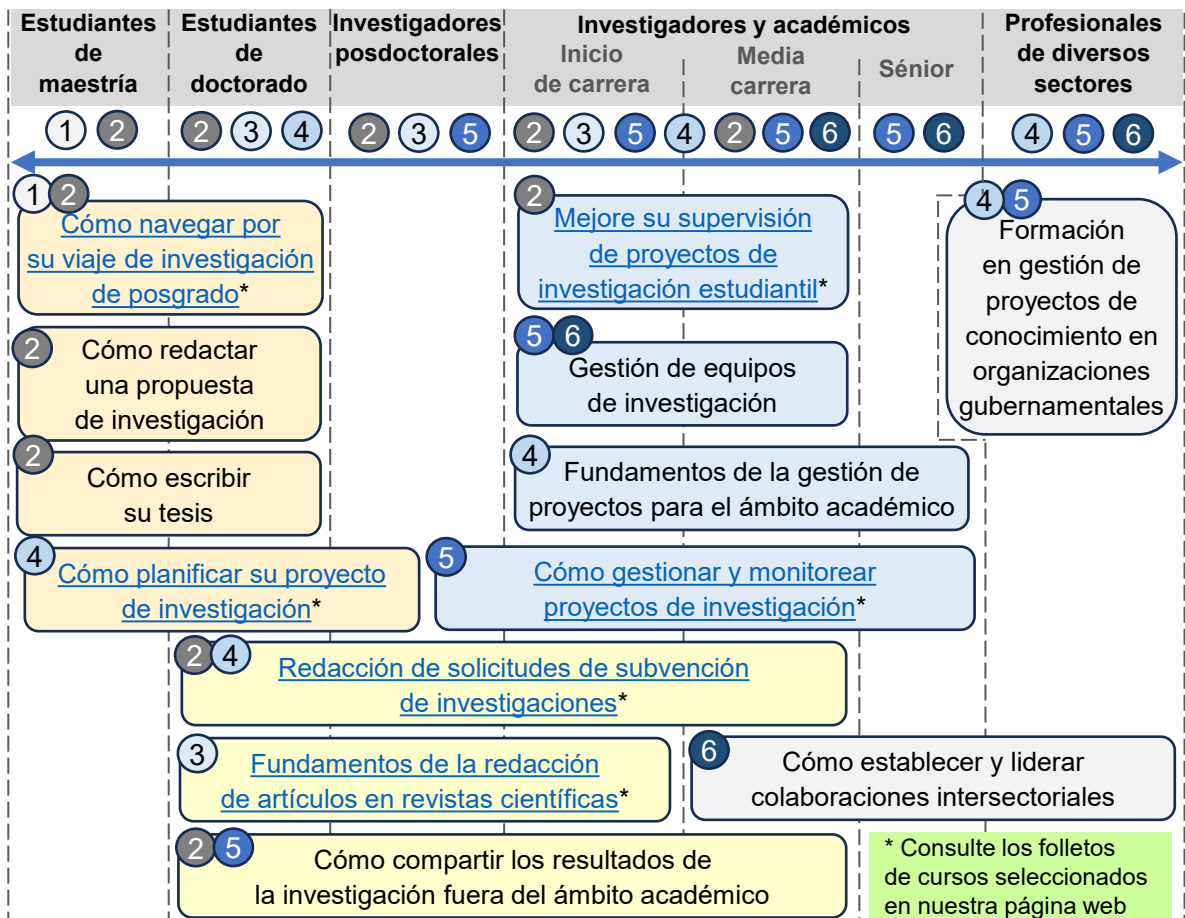 Estudiantes
de
maestría
Estudiantes
de
doctorado
Investigadores
posdoctorales
Investigadores y académicos
Inicio
de carrera
Media
carrera
Sénior
Profesionales
de diversos
sectores
1 2
2 3 4
2 3 5
2 3 5 4 2 5 6
5 6
4 5 6
1 2
Cómo navegar por
su viaje de investigación
de posgrado*
2
Cómo redactar
una propuesta
de investigación
2
Cómo escribir
su tesis
4
Cómo planificar su proyecto
de investigación*
2
Mejore su supervisión
de proyectos de
investigación estudiantil*
5 6
Gestión de equipos
de investigación
4
Fundamentos de la gestión de
proyectos para el ámbito académico
5
Cómo gestionar y monitorear
proyectos de investigación*
4 5
Formación
en gestión de
proyectos de
conocimiento en
organizaciones
gubernamentales
2 4
Redacción de solicitudes de subvención
de investigaciones*
3
Fundamentos de la redacción
de artículos en revistas científicas*
6
Cómo establecer y liderar
colaboraciones intersectoriales
2 5
Cómo compartir los resultados de
la investigación fuera del ámbito académico
* Consulte los folletos
de cursos seleccionados
en nuestra página web